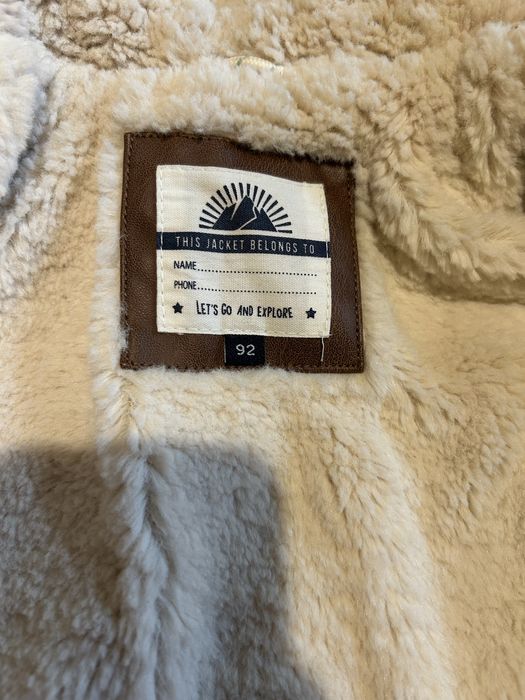 THIS JACKET BELONGS TO
NAME..............................
PHONE..............................
★ LET'S GO AND EXPLORE ★
92